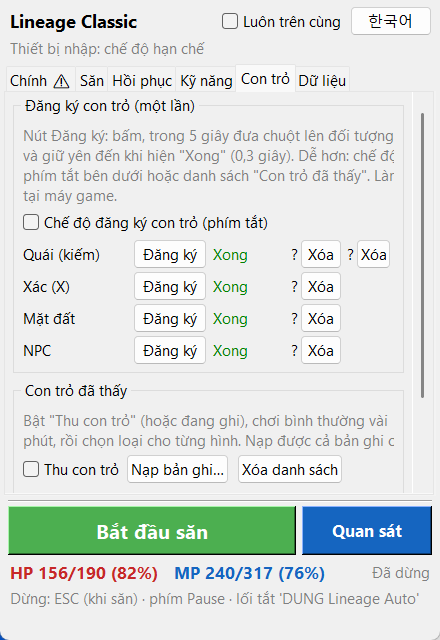 Lineage Classic
Luôn trên cùng
한국어
Thiết bị nhập: chế độ hạn chế
Chính ⚠ Săn Hồi phục Kỹ năng Con trỏ Dữ liệu
Đăng ký con trỏ (một lần)
Nút Đăng ký: bấm, trong 5 giây đưa chuột lên đối tượng
và giữ yên đến khi hiện "Xong" (0,3 giây). Dễ hơn: chế độ
phím tắt bên dưới hoặc danh sách "Con trỏ đã thấy". Làm
tại máy game.
Chế độ đăng ký con trỏ (phím tắt)
Quái (kiếm) Đăng ký Xong ? Xóa ? Xóa
Xác (X) Đăng ký Xong ? Xóa
Mặt đất Đăng ký Xong ? Xóa
NPC Đăng ký Xong ? Xóa
Con trỏ đã thấy
Bật "Thu con trỏ" (hoặc đang ghi), chơi bình thường vài
phút, rồi chọn loại cho từng hình. Nạp được cả bản ghi c
Thu con trỏ Nạp bản ghi... Xóa danh sách
Bắt đầu săn Quan sát
HP 156/190 (82%) MP 240/317 (76%) Đã dừng
Dừng: ESC (khi săn) · phím Pause · lối tắt 'DUNG Lineage Auto'